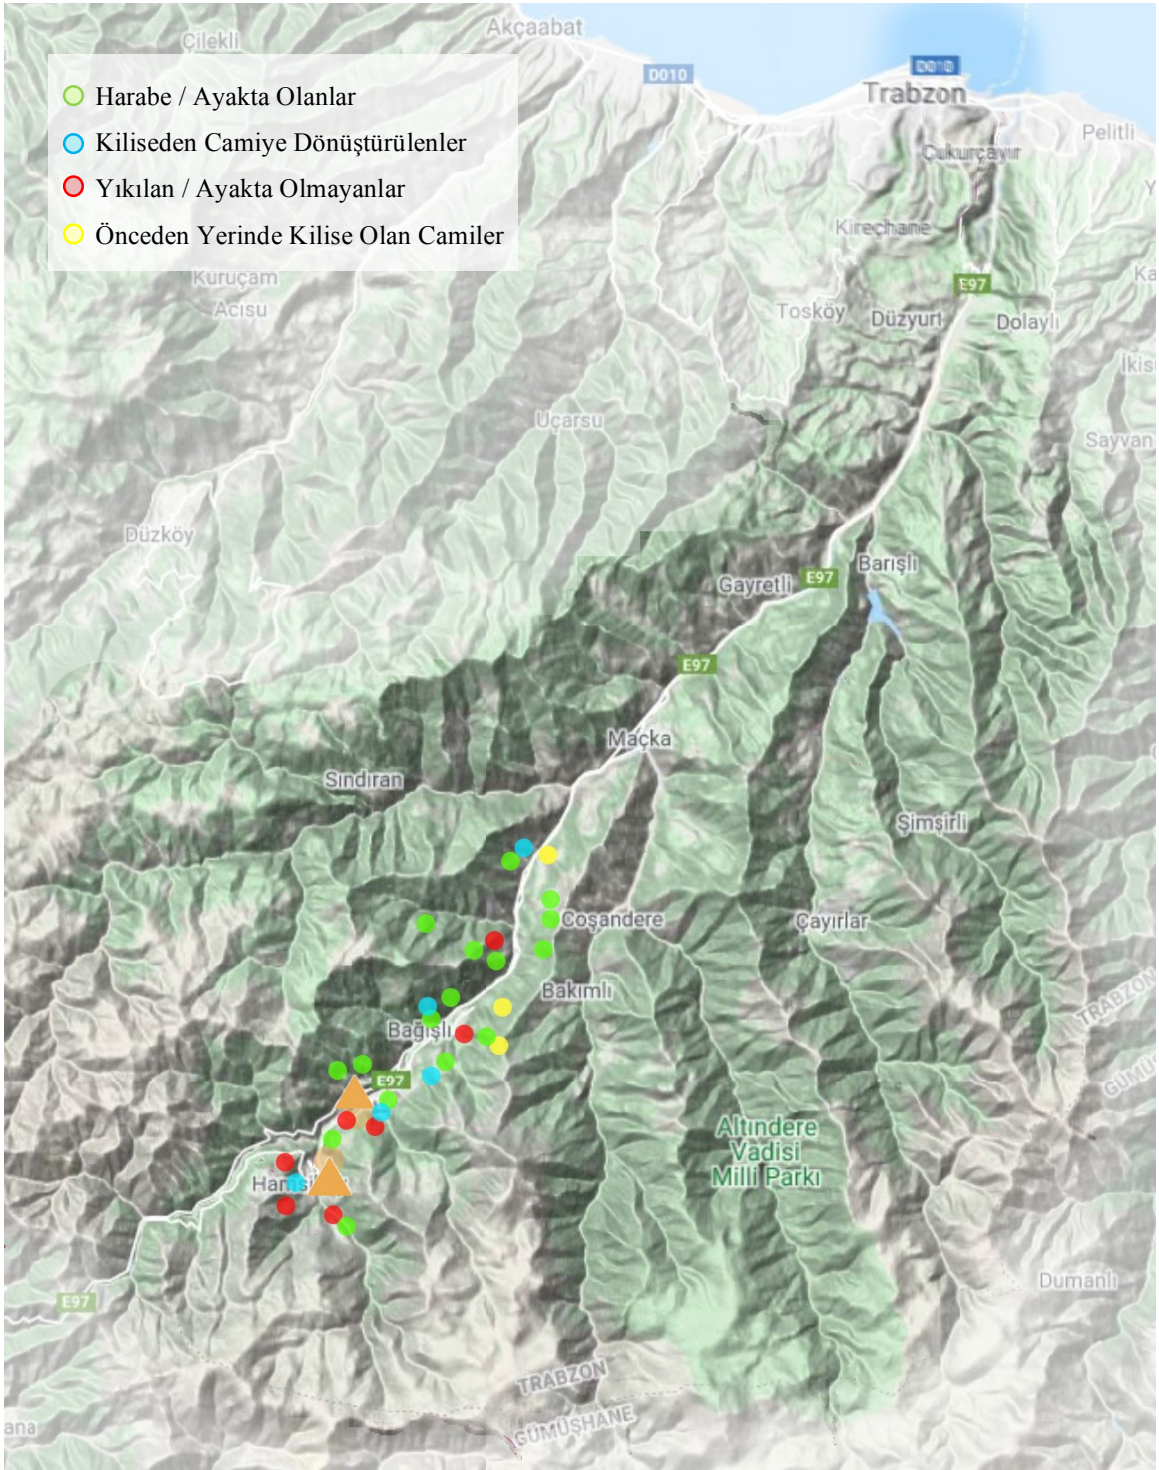 Akçaabat
Çilekli
D010
D010
Trabzon
Harabe / Ayakta Olanlar
Pelitli
Kiliseden Camiye Dönüştürülenler
Çukurçayır
Yıkılan / Ayakta Olmayanlar
Kireçhane
Önceden Yerinde Kilise Olan Camiler
Kuruçam
E97
Acısu
Tosköy
Düzyurt
Dolaylı
Uçarsu
Sayvan
Düzköy
Barışlı
Gayretli
E97
E97
Maçka
Sındıran
Şimşirli
Coşandere
Çayırlar
Bakımlı
TRABZON
Bağışlı
E97
Altındere
Vadisi
Milli Parkı
Dumanlı
E97
TRABZON
GÜMÜŞHANE